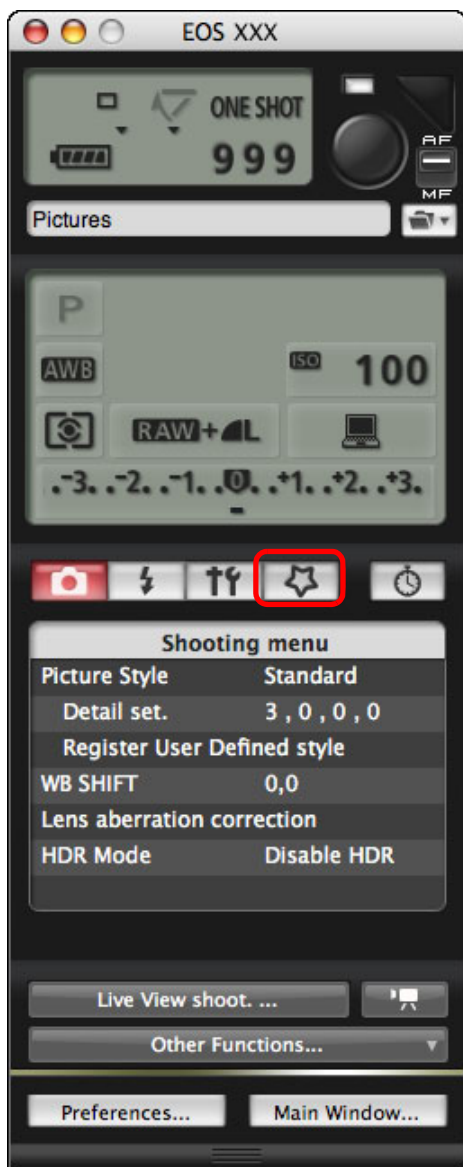 EOS XXX
ONE SHOT
999
AF
MF
Pictures
P
AWB
ISO 100
RAW+L
.-3. .-2. .-1. .0. .+1. .+2. .+3.
Shooting menu
Picture Style Standard
Detail set. 3 , 0 , 0 , 0
Register User Defined style
WB SHIFT 0,0
Lens aberration correction
HDR Mode Disable HDR
Live View shoot. ...
Other Functions...
Preferences... Main Window...